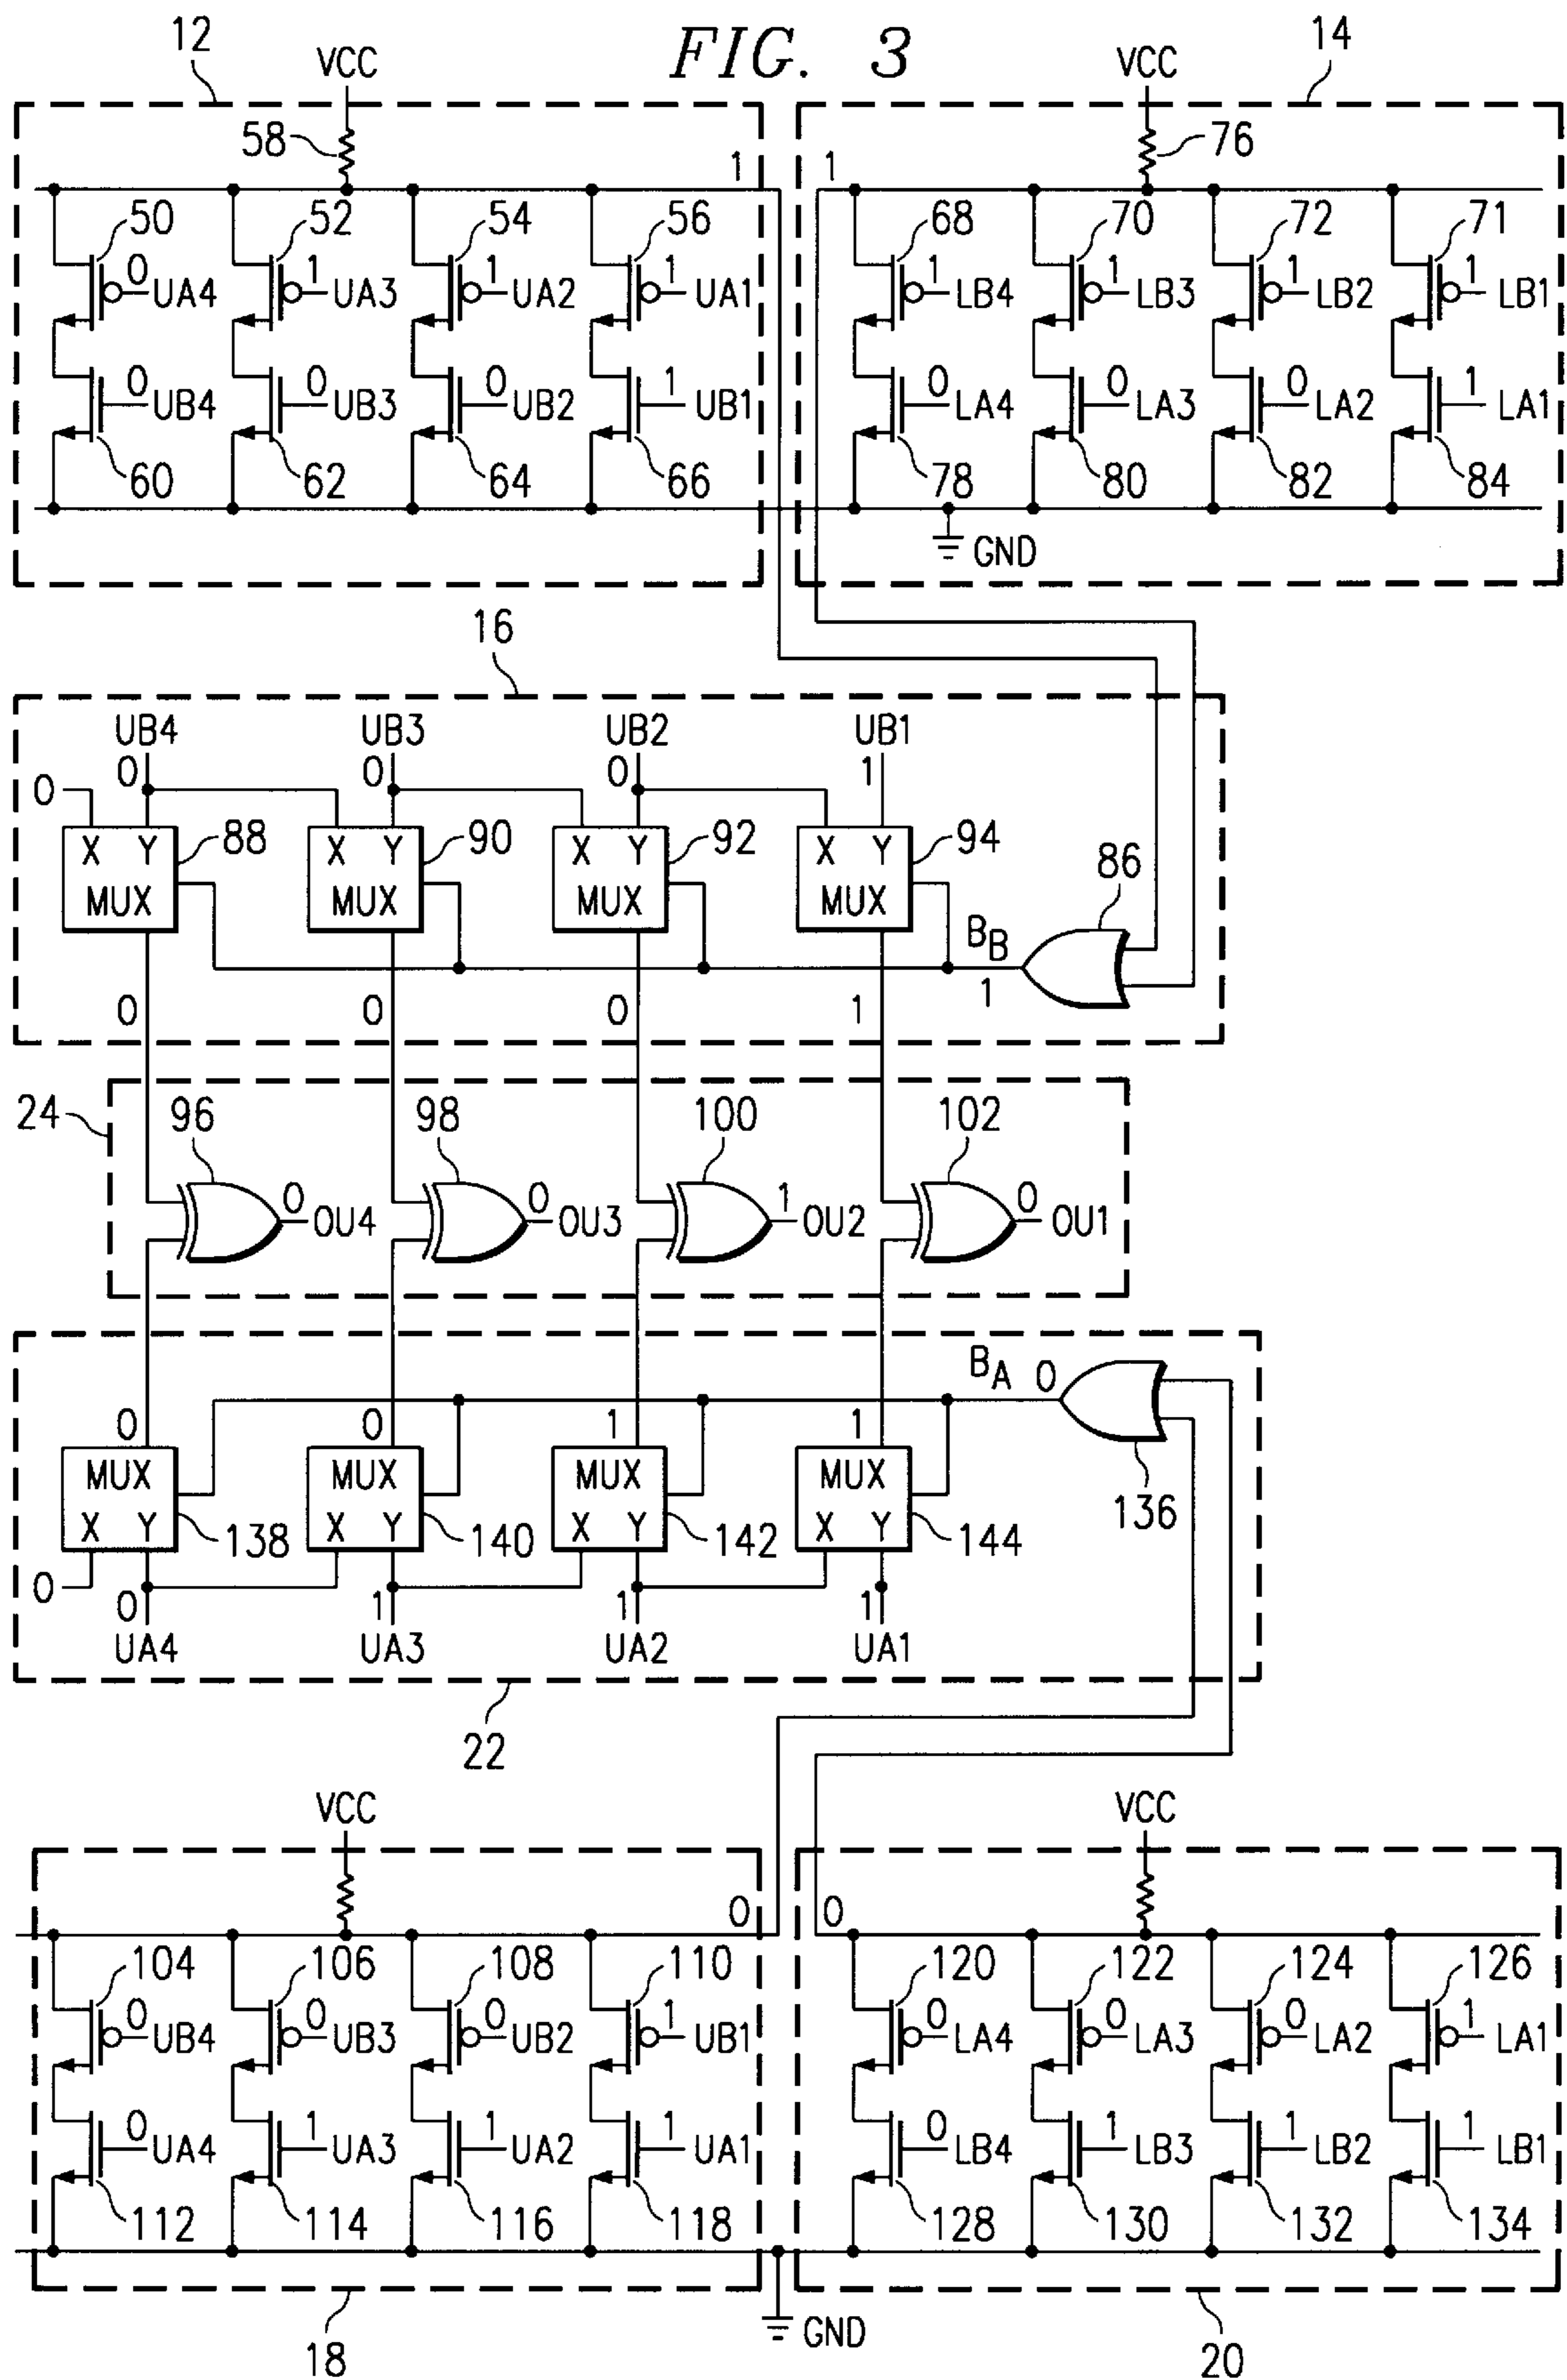 FIG. 3
12
14
VCC
VCC
58
76
1
1
50
52
54
56
68
70
72
71
0 UA4
1 UA3
1 UA2
1 UA1
1 LB4
1 LB3
1 LB2
1 LB1
0 UB4
0 UB3
0 UB2
1 UB1
0 LA4
0 LA3
0 LA2
1 LA1
60
62
64
66
78
80
82
84
GND
16
UB4
UB3
UB2
UB1
0
0
0
0
1
X Y
88
X Y
90
X Y
92
X Y
94
86
MUX
MUX
MUX
MUX
BB
1
0
0
0
1
24
96
98
100
102
0 OU4
0 OU3
1 OU2
0 OU1
BA 0
0
0
1
1
MUX
MUX
MUX
MUX
136
X Y
138
X Y
140
X Y
142
X Y
144
0
0
1
1
1
UA4
UA3
UA2
UA1
22
VCC
VCC
0
0
104
106
108
110
120
122
124
126
0 UB4
0 UB3
0 UB2
1 UB1
0 LA4
0 LA3
0 LA2
1 LA1
0 UA4
1 UA3
1 UA2
1 UA1
0 LB4
1 LB3
1 LB2
1 LB1
112
114
116
118
128
130
132
134
GND
18
20